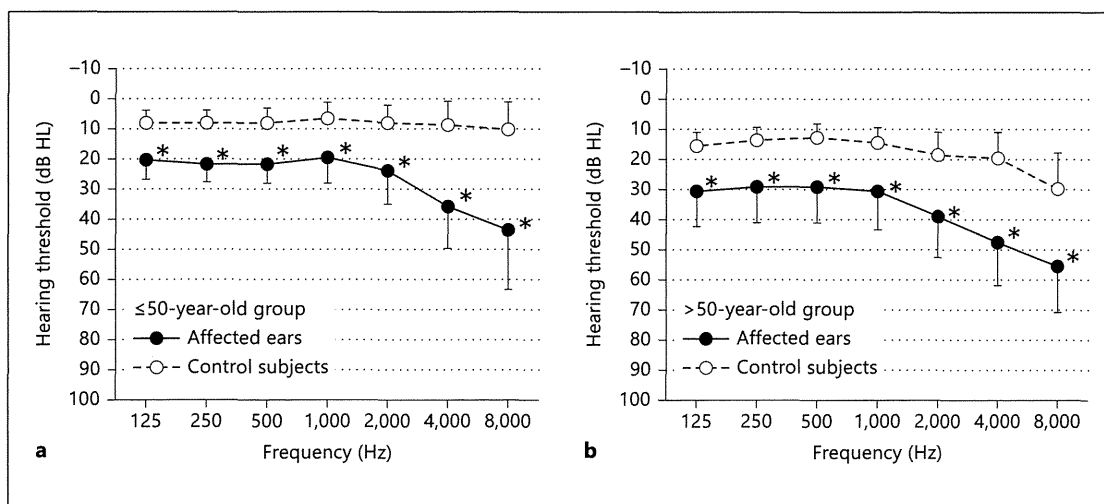 −10
0
10
20
30
40
50
60
70
80
90
100
Hearing threshold (dB HL)
* * * * * * *
≤50-year-old group
Affected ears
Control subjects
125 250 500 1,000 2,000 4,000 8,000
Frequency (Hz)
a
−10
0
10
20
30
40
50
60
70
80
90
100
Hearing threshold (dB HL)
* * * * * * *
>50-year-old group
Affected ears
Control subjects
125 250 500 1,000 2,000 4,000 8,000
Frequency (Hz)
b